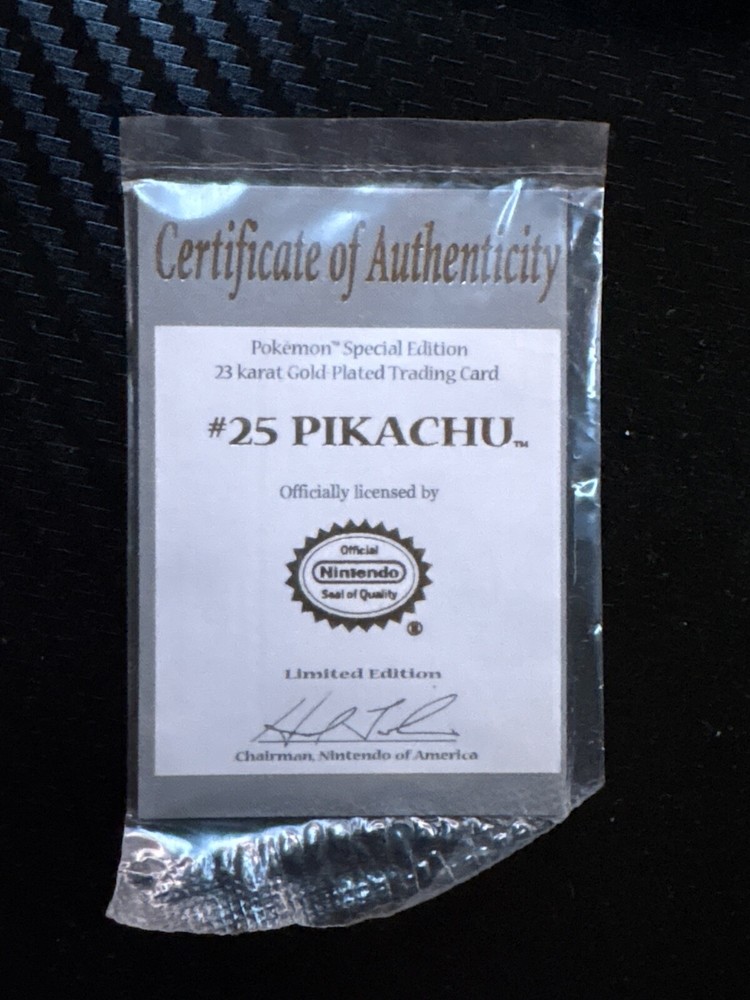 Certificate of Authenticity
Pokémon™ Special Edition
23 karat Gold-Plated Trading Card
#25 PIKACHU™
Officially licensed by
Official
Nintendo
Seal of Quality
®
Limited Edition
Chairman, Nintendo of America